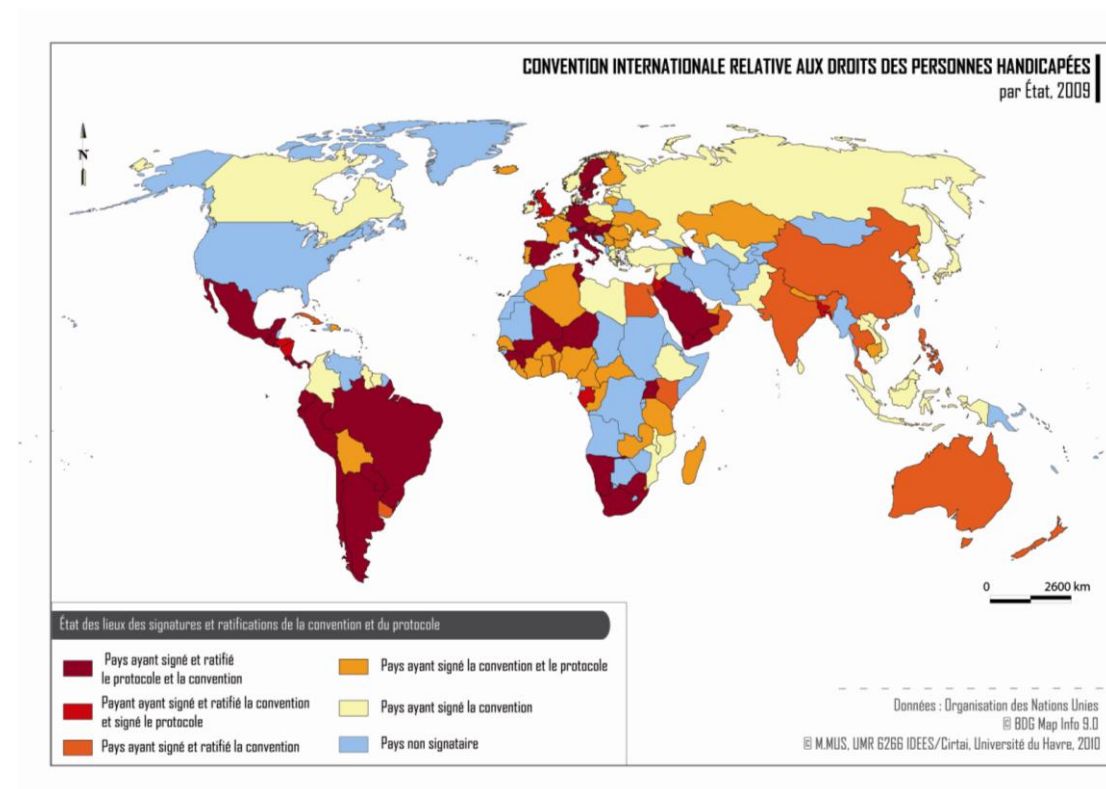 CONVENTION INTERNATIONALE RELATIVE AUX DROITS DES PERSONNES HANDICAPÉES
par État, 2009
N
0 2600 km
État des lieux des signatures et ratifications de la convention et du protocole
Pays ayant signé et ratifié
le protocole et la convention
Payant ayant signé et ratifié la convention
et signé le protocole
Pays ayant signé et ratifié la convention
Pays ayant signé la convention et le protocole
Pays ayant signé la convention
Pays non signataire
Données : Organisation des Nations Unies
© BDG Map Info 9.0
© M.MUS, UMR 6266 IDEES/Cirtai, Université du Havre, 2010